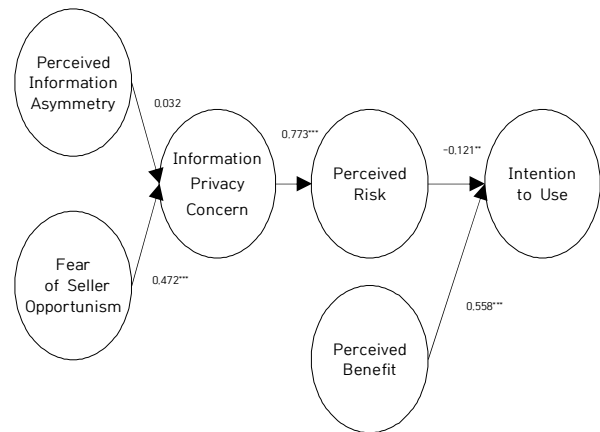 Perceived
Information
Asymmetry
0.032
Information
Privacy
Concern
0.773***
Perceived
Risk
-0.121**
Intention
to Use
Fear
of Seller
Opportunism
0.472***
Perceived
Benefit
0.558***